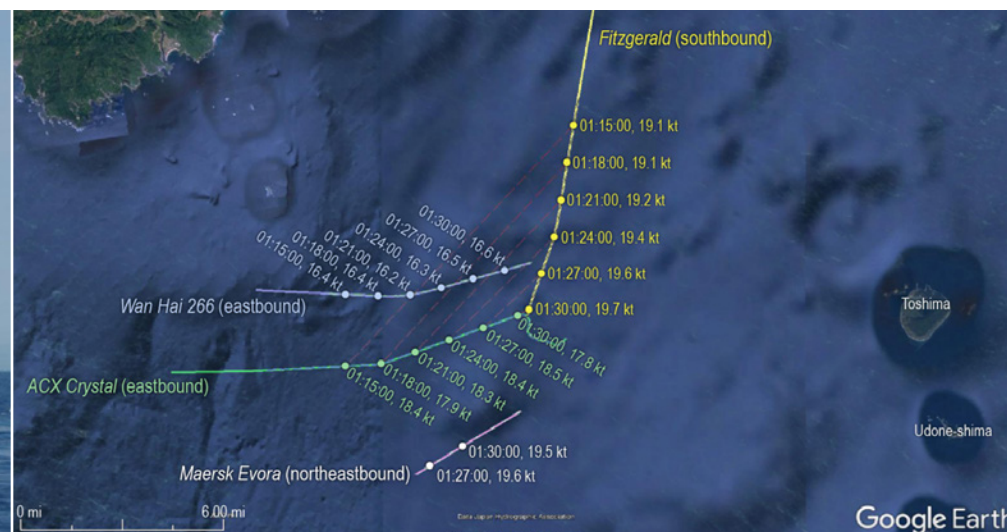 Fitzgerald (southbound)
01:15:00, 19.1 kt
01:18:00, 19.1 kt
01:21:00, 19.2 kt
01:24:00, 19.4 kt
01:27:00, 19.6 kt
01:30:00, 19.7 kt
01:15:00, 16.4 kt
01:18:00, 16.4 kt
01:21:00, 16.2 kt
01:24:00, 16.3 kt
01:27:00, 16.5 kt
01:30:00, 16.6 kt
Wan Hai 266 (eastbound)
Toshima
01:15:00, 18.4 kt
01:18:00, 17.9 kt
01:21:00, 18.3 kt
01:24:00, 18.4 kt
01:27:00, 18.5 kt
01:30:00, 17.8 kt
ACX Crystal (eastbound)
Udone-shima
01:30:00, 19.5 kt
Maersk Evora (northeastbound)
01:27:00, 19.6 kt
0 mi
6.00 mi
Data Japan Hydrographic Association
Google Earth